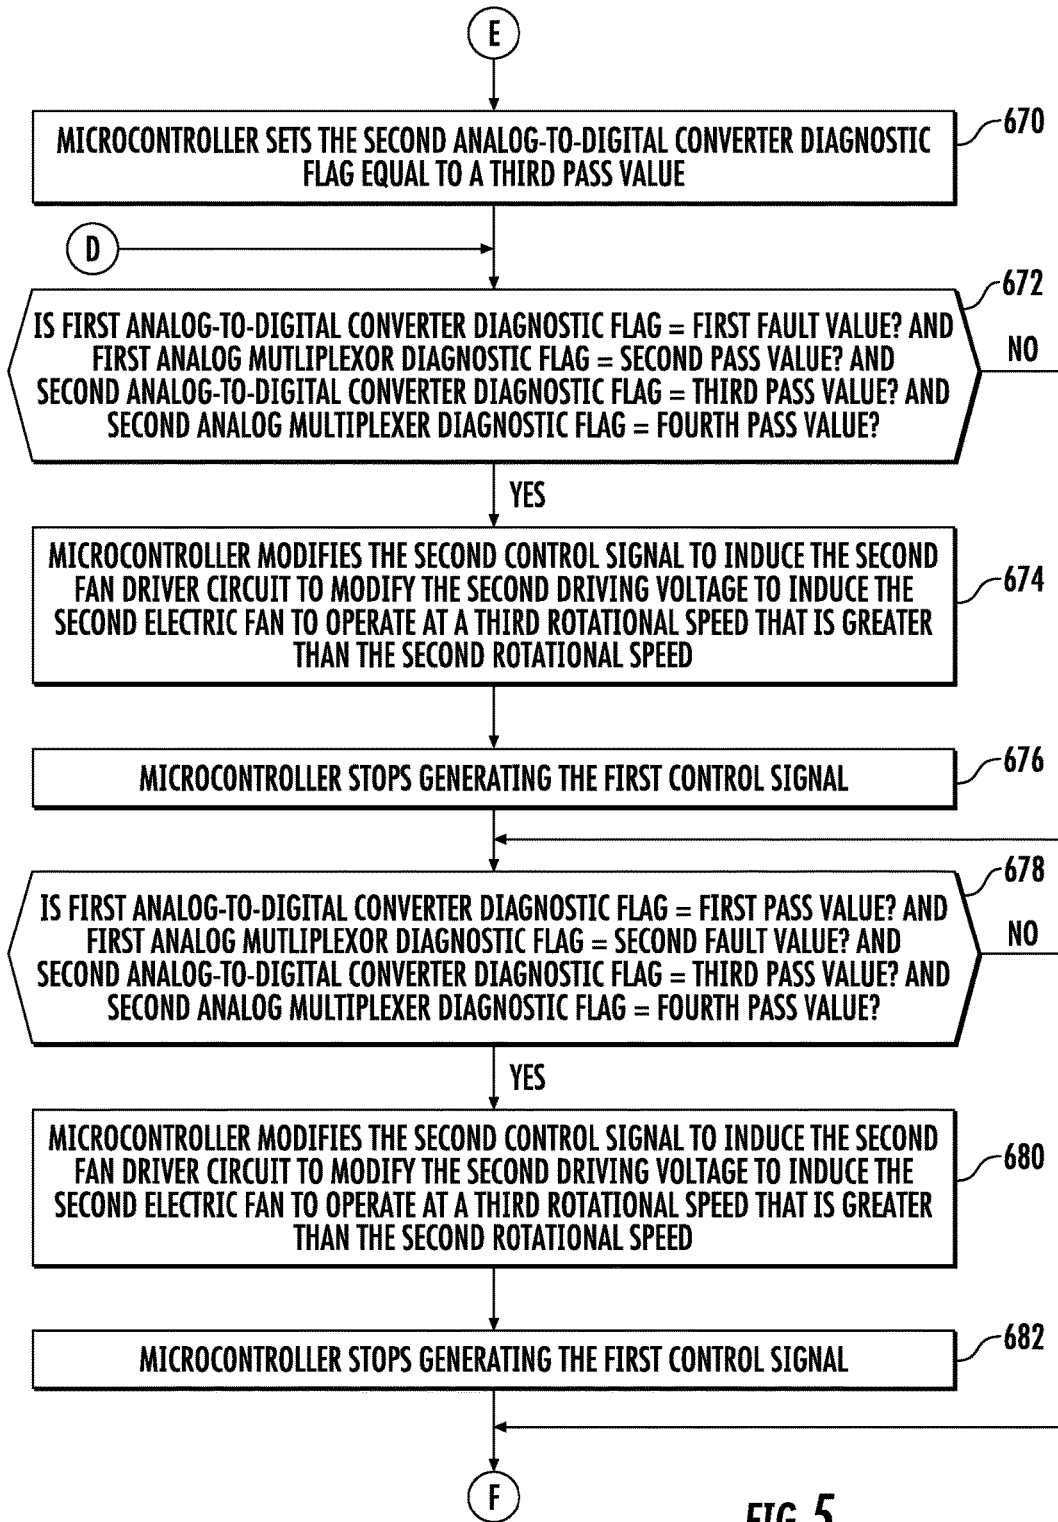 E
MICROCONTROLLER SETS THE SECOND ANALOG-TO-DIGITAL CONVERTER DIAGNOSTIC
FLAG EQUAL TO A THIRD PASS VALUE
670
D
672
IS FIRST ANALOG-TO-DIGITAL CONVERTER DIAGNOSTIC FLAG = FIRST FAULT VALUE? AND
FIRST ANALOG MUTLIPLEXOR DIAGNOSTIC FLAG = SECOND PASS VALUE? AND
SECOND ANALOG-TO-DIGITAL CONVERTER DIAGNOSTIC FLAG = THIRD PASS VALUE? AND
SECOND ANALOG MULTIPLEXER DIAGNOSTIC FLAG = FOURTH PASS VALUE?
NO
YES
MICROCONTROLLER MODIFIES THE SECOND CONTROL SIGNAL TO INDUCE THE SECOND
FAN DRIVER CIRCUIT TO MODIFY THE SECOND DRIVING VOLTAGE TO INDUCE THE
SECOND ELECTRIC FAN TO OPERATE AT A THIRD ROTATIONAL SPEED THAT IS GREATER
THAN THE SECOND ROTATIONAL SPEED
674
MICROCONTROLLER STOPS GENERATING THE FIRST CONTROL SIGNAL
676
678
IS FIRST ANALOG-TO-DIGITAL CONVERTER DIAGNOSTIC FLAG = FIRST PASS VALUE? AND
FIRST ANALOG MUTLIPLEXOR DIAGNOSTIC FLAG = SECOND FAULT VALUE? AND
SECOND ANALOG-TO-DIGITAL CONVERTER DIAGNOSTIC FLAG = THIRD PASS VALUE? AND
SECOND ANALOG MULTIPLEXER DIAGNOSTIC FLAG = FOURTH PASS VALUE?
NO
YES
MICROCONTROLLER MODIFIES THE SECOND CONTROL SIGNAL TO INDUCE THE SECOND
FAN DRIVER CIRCUIT TO MODIFY THE SECOND DRIVING VOLTAGE TO INDUCE THE
SECOND ELECTRIC FAN TO OPERATE AT A THIRD ROTATIONAL SPEED THAT IS GREATER
THAN THE SECOND ROTATIONAL SPEED
680
MICROCONTROLLER STOPS GENERATING THE FIRST CONTROL SIGNAL
682
F
FIG. 5